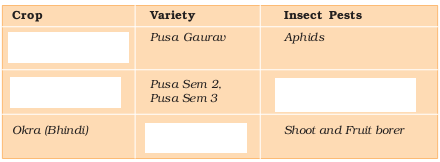 Crop Variety Insect Pests
Pusa Gaurav Aphids
Pusa Sem 2,
Pusa Sem 3
Okra (Bhindi) Shoot and Fruit borer